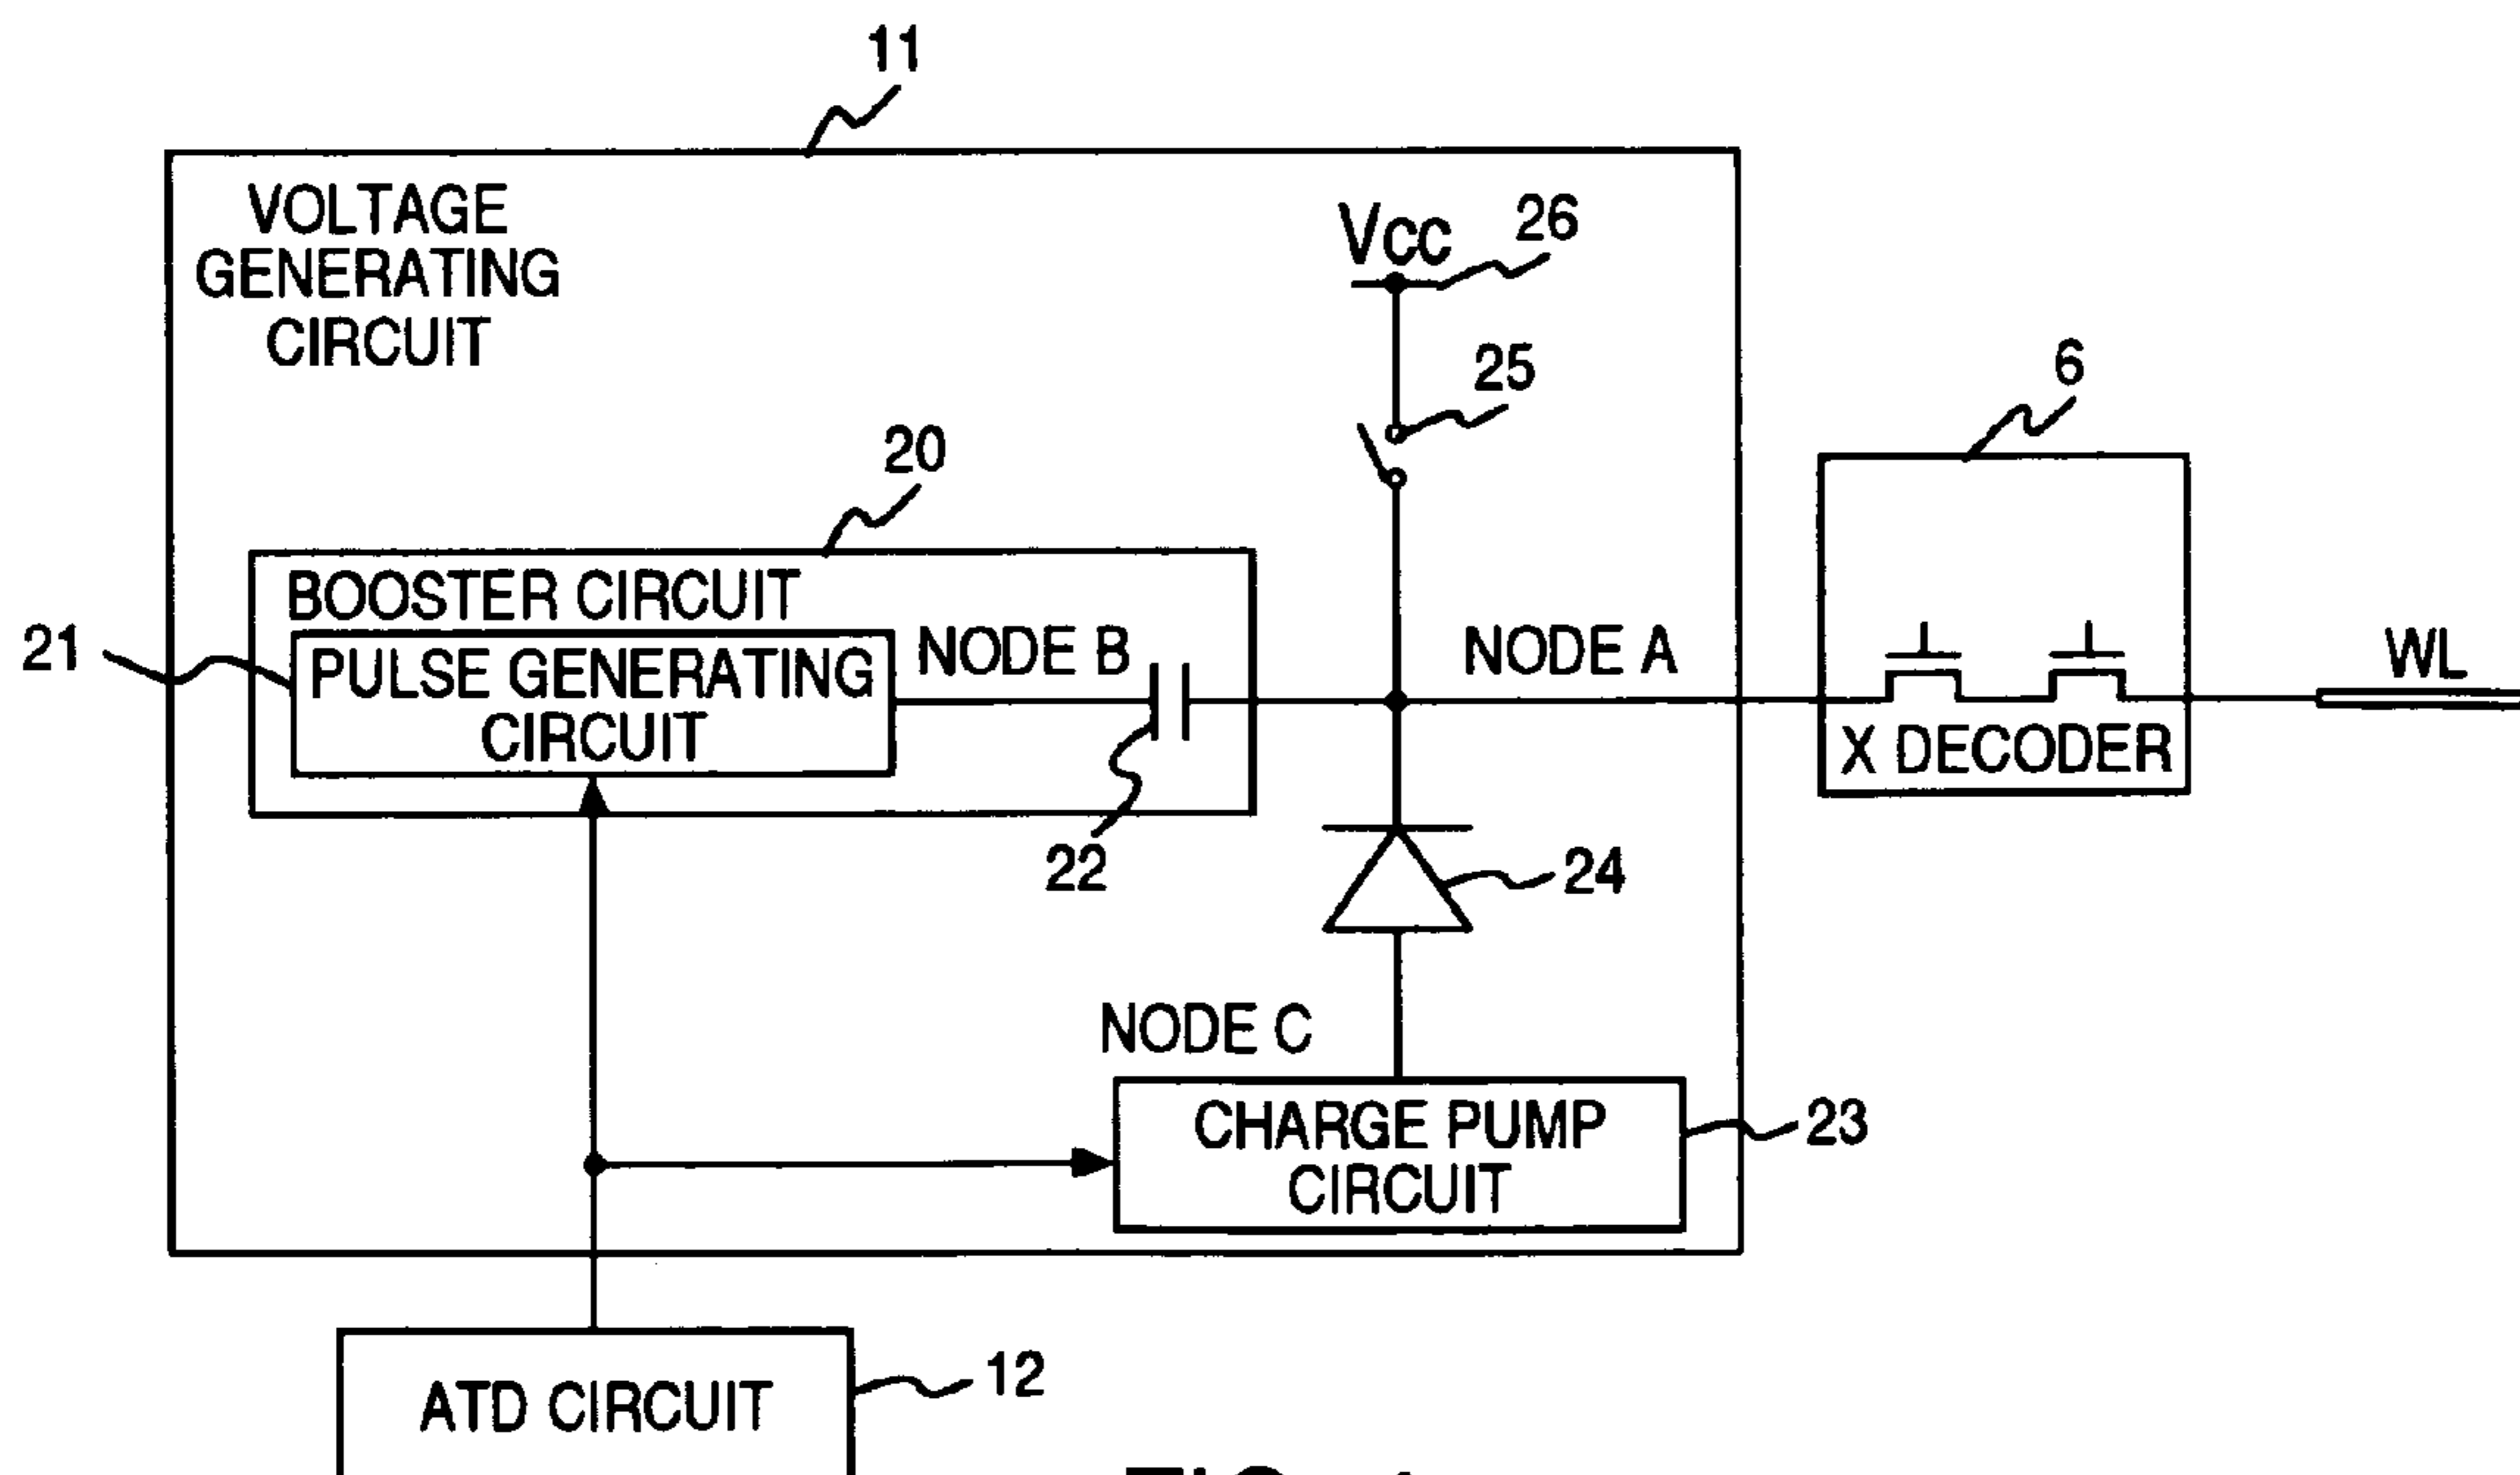 11
VOLTAGE
GENERATING
CIRCUIT
Vcc
26
25
6
20
BOOSTER CIRCUIT
21
PULSE GENERATING
CIRCUIT
NODE B
NODE A
WL
X DECODER
22
24
NODE C
CHARGE PUMP
CIRCUIT
23
ATD CIRCUIT
12